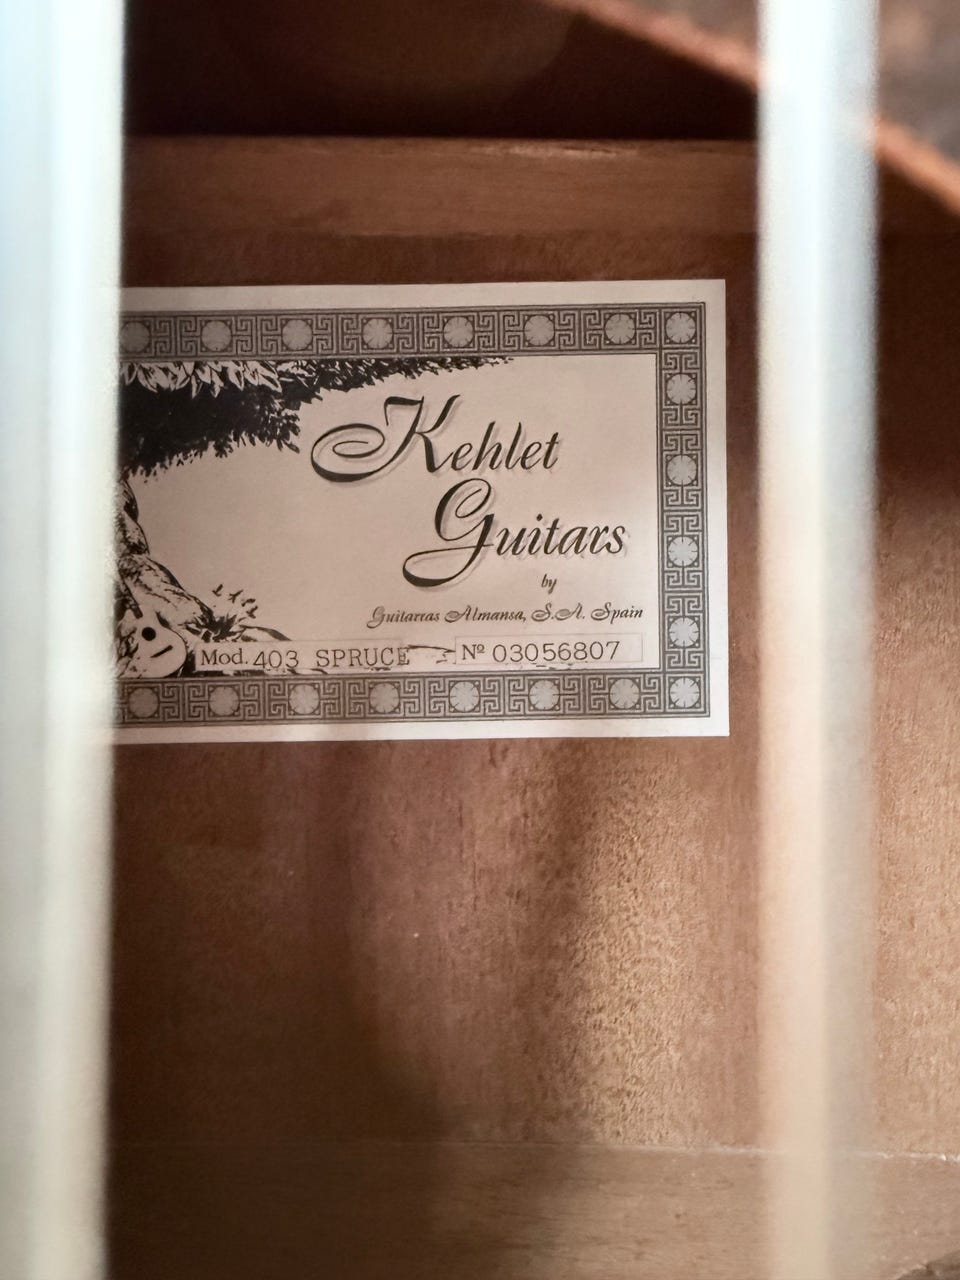 Kehlet
Guitars
by
Guitarras Almansa, S.A. Spain
Mod. 403 SPRUCE Nº 03056807